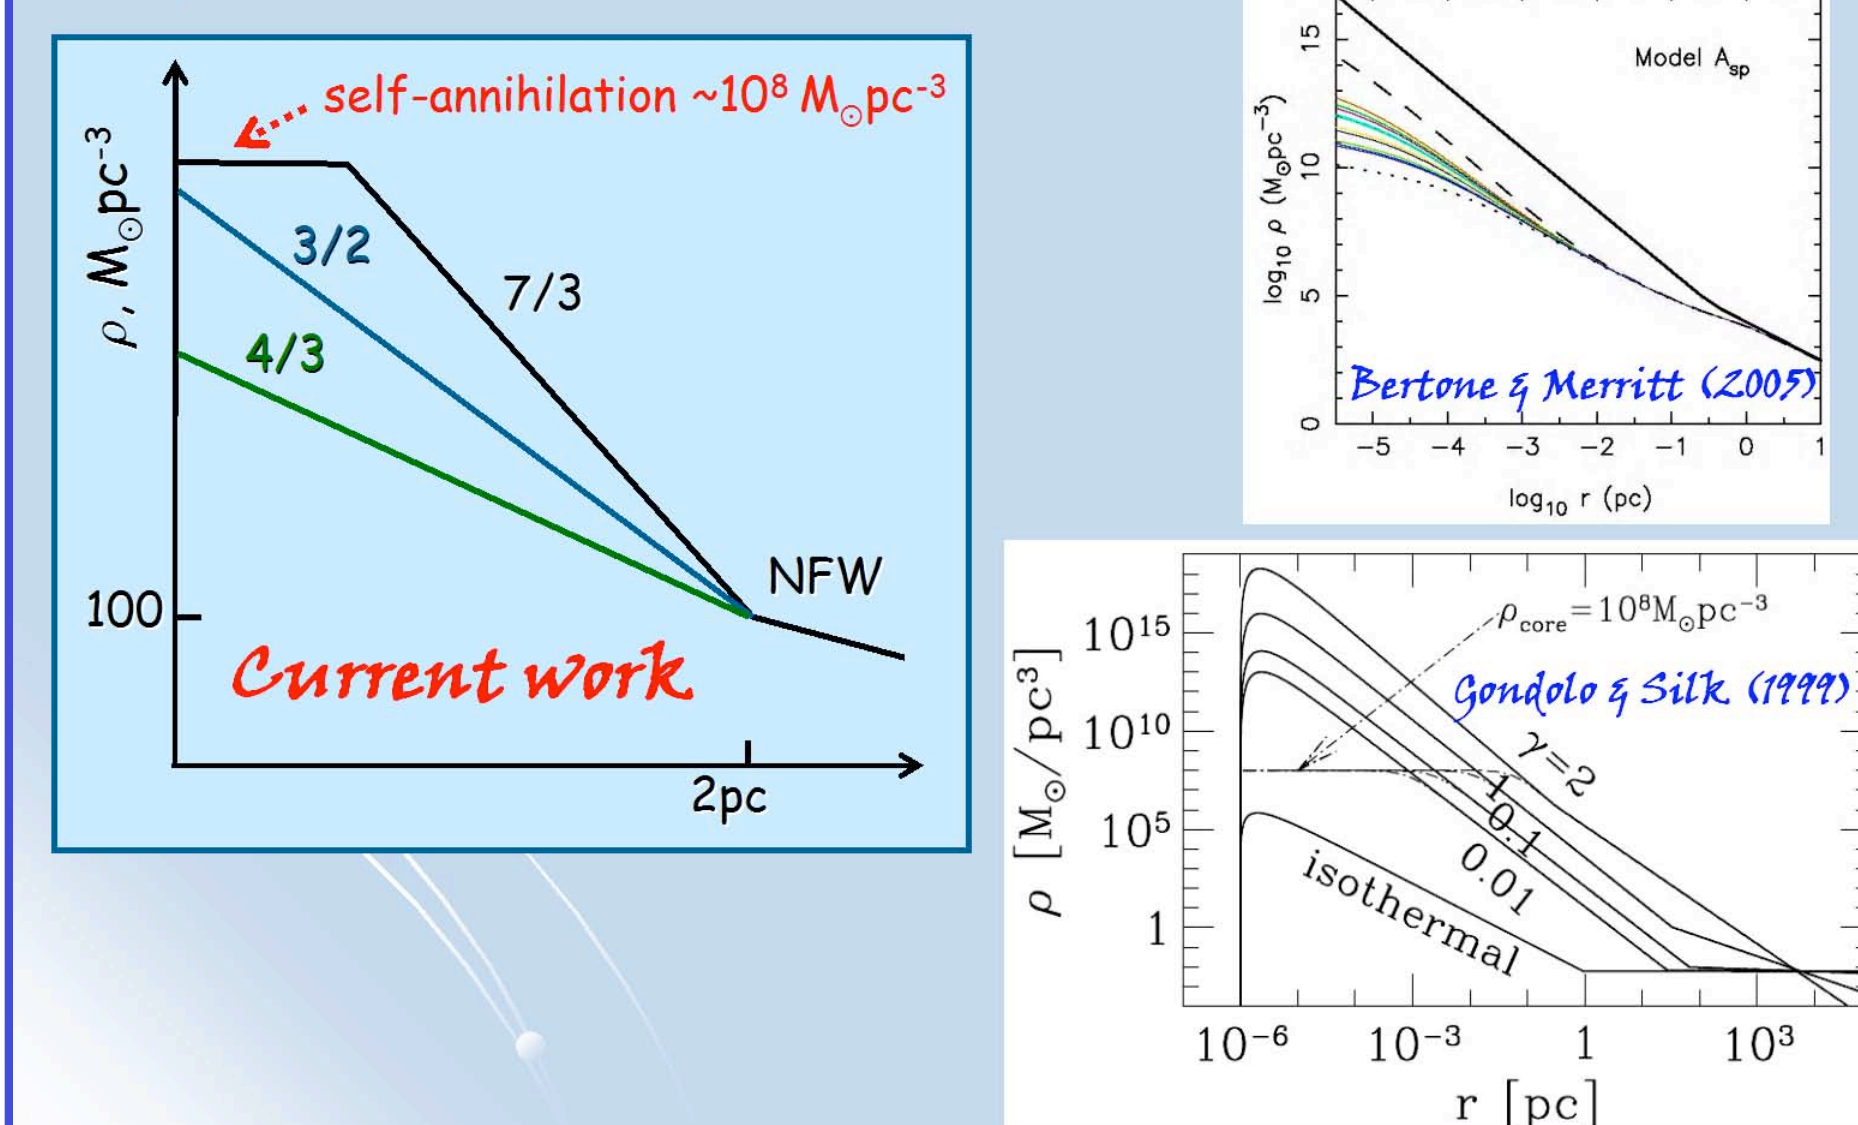 self-annihilation ~10⁸ M⊙pc⁻³
ρ, M⊙pc⁻³
3/2
7/3
4/3
NFW
100
Current work
2pc
Model Asp
log₁₀ ρ (M⊙pc⁻³)
15
10
5
0
Bertone & Merritt (2005)
−5 −4 −3 −2 −1 0 1
log₁₀ r (pc)
ρcore=10⁸M⊙pc⁻³
Gondolo & Silk (1999)
ρ [M⊙/pc³]
10¹⁵
10¹⁰
10⁵
1
γ=2
1
0.1
0.01
isothermal
10⁻⁶ 10⁻³ 1 10³
r [pc]